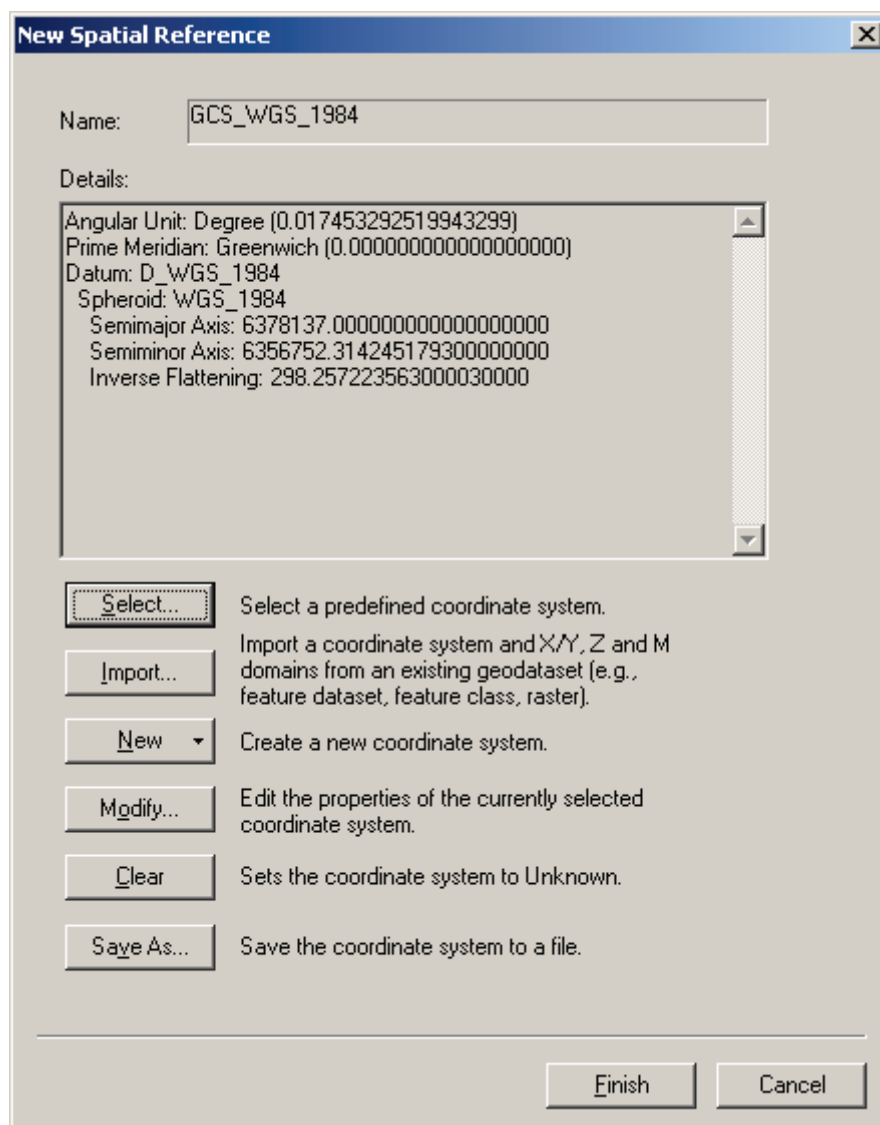 New Spatial Reference
Name: GCS_WGS_1984
Details:
Angular Unit: Degree (0.017453292519943299)
Prime Meridian: Greenwich (0.000000000000000000)
Datum: D_WGS_1984
Spheroid: WGS_1984
Semimajor Axis: 6378137.000000000000000000
Semiminor Axis: 6356752.314245179300000000
Inverse Flattening: 298.257223563000030000
Select... Select a predefined coordinate system.
Import... Import a coordinate system and X/Y, Z and M
domains from an existing geodataset (e.g.,
feature dataset, feature class, raster).
New Create a new coordinate system.
Modify... Edit the properties of the currently selected
coordinate system.
Clear Sets the coordinate system to Unknown.
Save As... Save the coordinate system to a file.
Finish Cancel